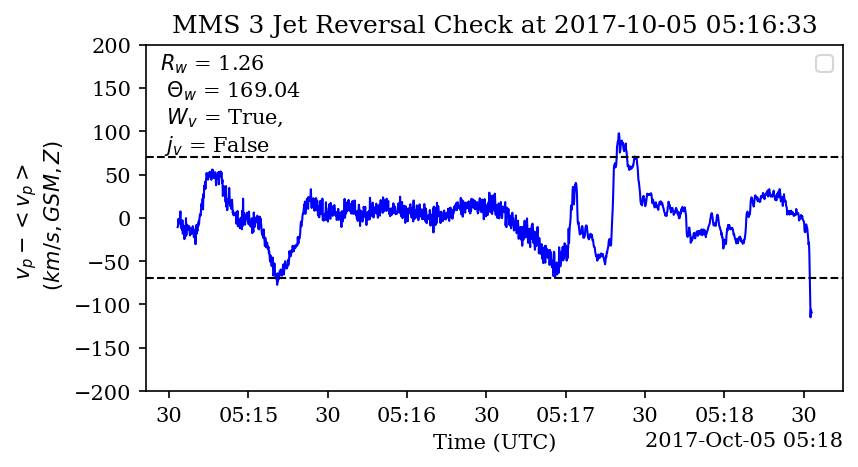 MMS 3 Jet Reversal Check at 2017-10-05 05:16:33
200
150
100
50
0
−50
−100
−150
−200
v_p − < v_p >
(km/s, GSM, Z)
R_w = 1.26
Θ_w = 169.04
W_v = True,
j_v = False
30 05:15 30 05:16 30 05:17 30 05:18 30
Time (UTC)
2017-Oct-05 05:18